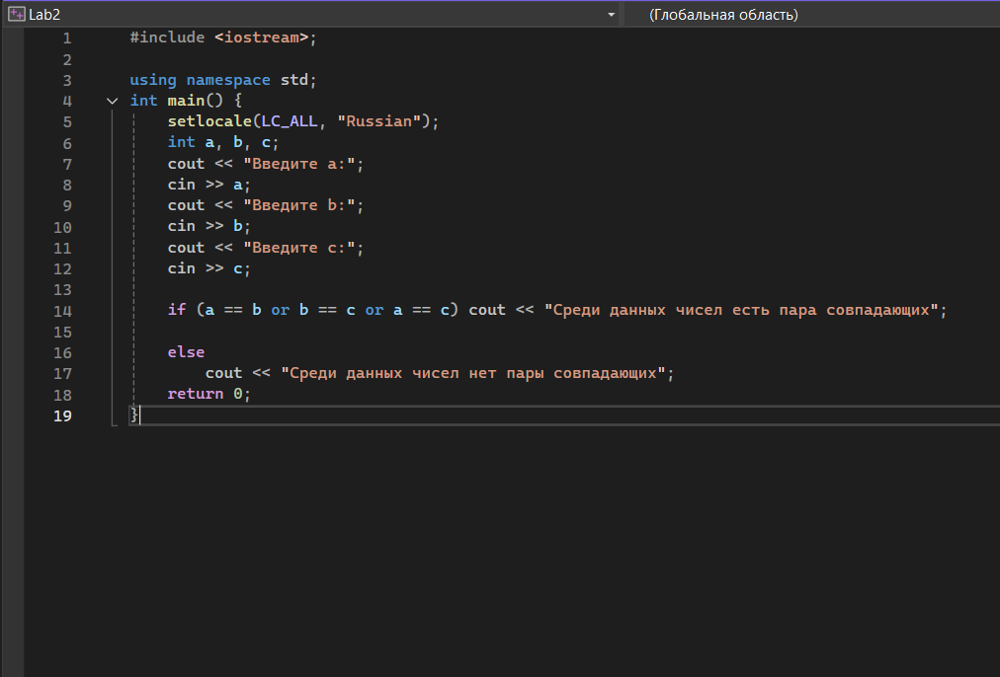 Lab2 (Глобальная область)
1 #include <iostream>;
2
3 using namespace std;
4 int main() {
5 setlocale(LC_ALL, "Russian");
6 int a, b, c;
7 cout << "Введите a:";
8 cin >> a;
9 cout << "Введите b:";
10 cin >> b;
11 cout << "Введите c:";
12 cin >> c;
13
14 if (a == b or b == c or a == c) cout << "Среди данных чисел есть пара совпадающих";
15
16 else
17 cout << "Среди данных чисел нет пары совпадающих";
18 return 0;
19 }